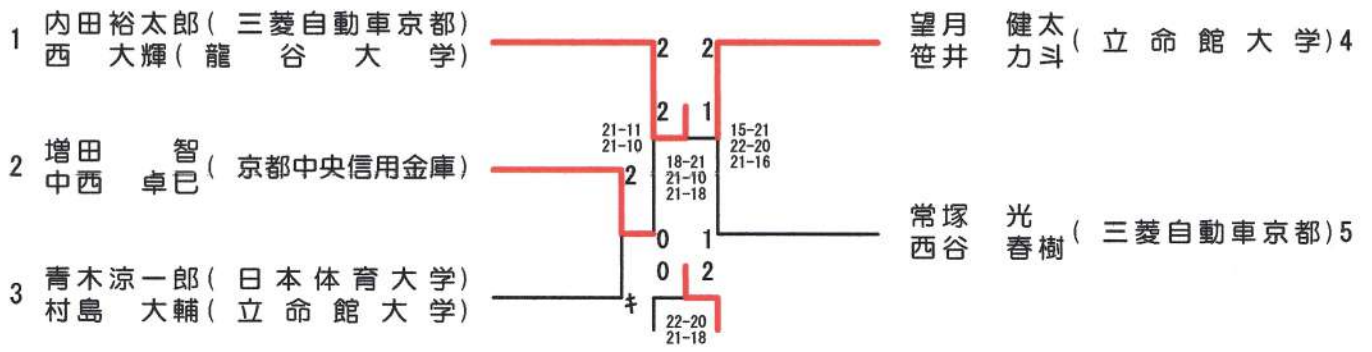 1 内田裕太郎( 三菱自動車京都)
西 大輝( 龍谷大学)
2 増田 智
中西 卓巳( 京都中央信用金庫)
3 青木涼一郎( 日本体育大学)
村島 大輔( 立命館大学)
2 2
2 1
21-11
21-10
15-21
22-20
21-16
18-21
21-10
21-18
2
0 1
0 2
キ
22-20
21-18
望月 健太
笹井 力斗( 立命館大学)4
常塚 光
西谷 春樹( 三菱自動車京都)5